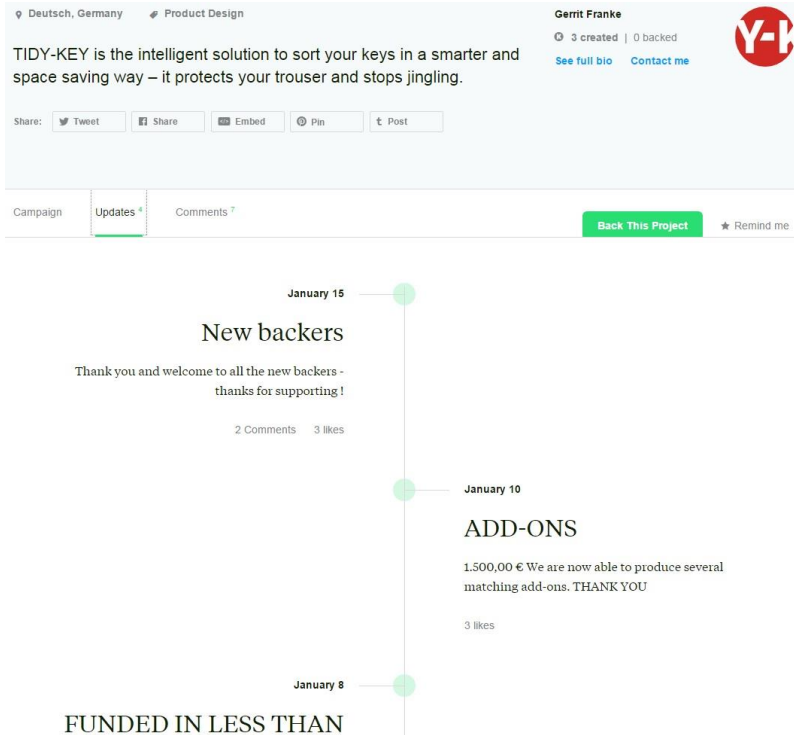 Deutsch, Germany Product Design
Gerrit Franke
3 created | 0 backed
See full bio Contact me
TIDY-KEY is the intelligent solution to sort your keys in a smarter and
space saving way – it protects your trouser and stops jingling.
Share: Tweet Share Embed Pin Post
Campaign Updates 4 Comments 7
Back This Project Remind me
January 15
New backers
Thank you and welcome to all the new backers -
thanks for supporting !
2 Comments 3 likes
January 10
ADD-ONS
1.500,00 € We are now able to produce several
matching add-ons. THANK YOU
3 likes
January 8
FUNDED IN LESS THAN